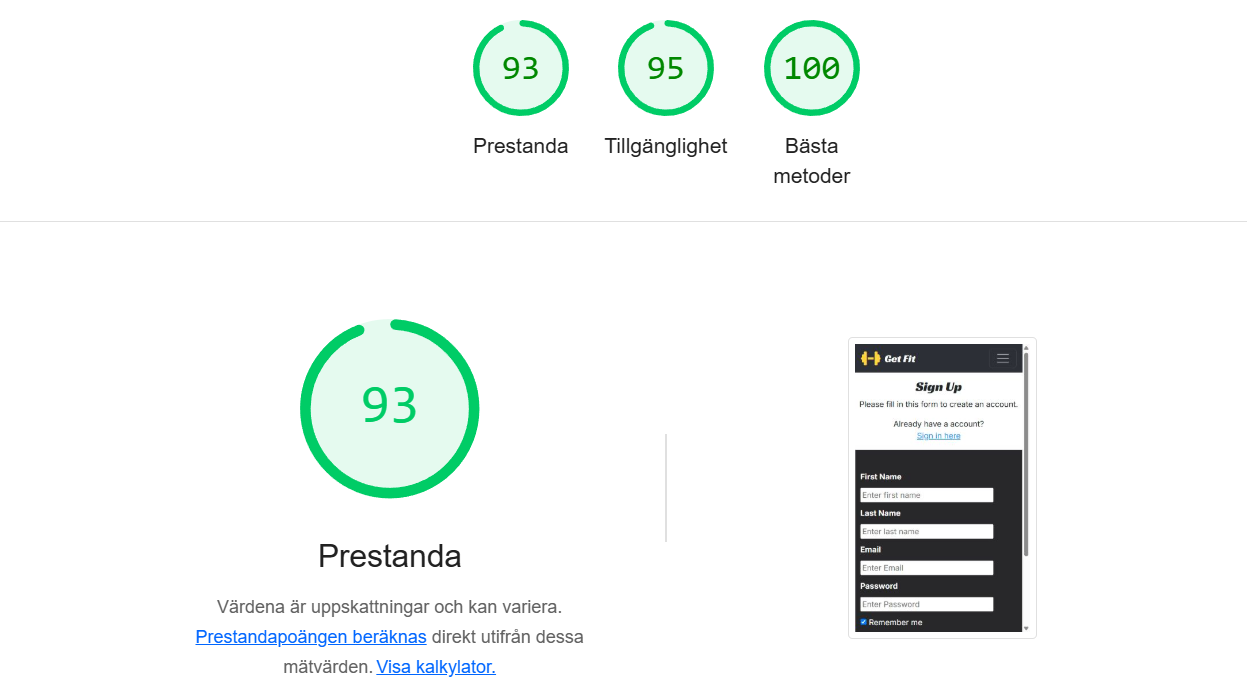 93
95
100
Prestanda
Tillgänglighet
Bästa
metoder
93
Prestanda
Värdena är uppskattningar och kan variera.
Prestandapoängen beräknas direkt utifrån dessa
mätvärden. Visa kalkylator.
Get Fit
Sign Up
Please fill in this form to create an account.
Already have a account?
Sign in here
First Name
Enter first name
Last Name
Enter last name
Email
Enter Email
Password
Enter Password
Remember me